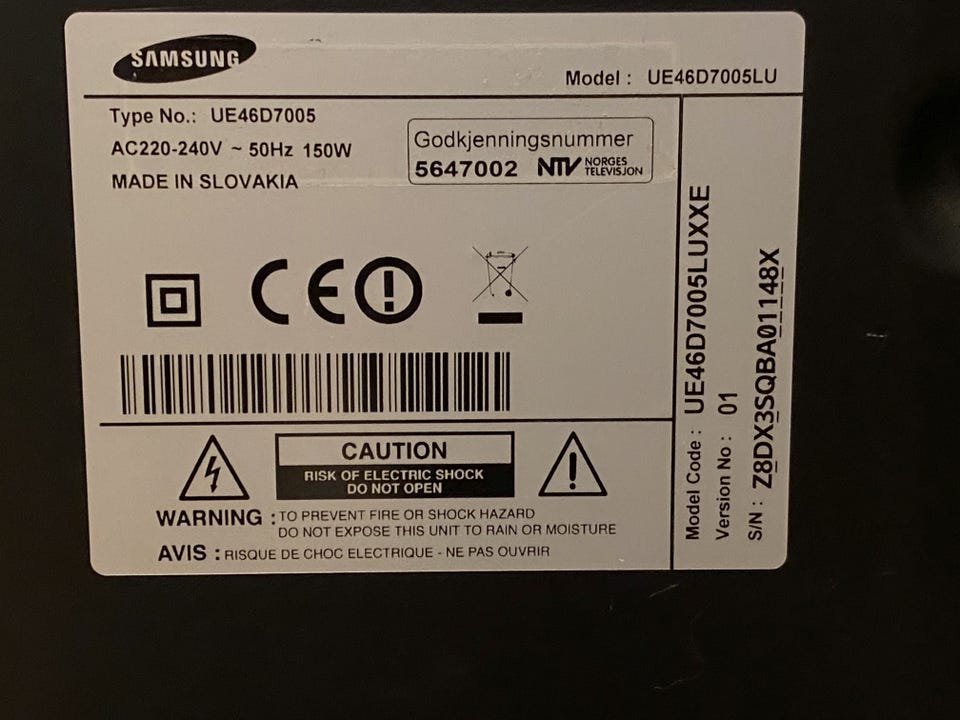 SAMSUNG
Model : UE46D7005LU
Type No.: UE46D7005
AC220-240V ~ 50Hz 150W
MADE IN SLOVAKIA
Godkjenningsnummer
5647002 NTV NORGES
TELEVISJON
CE
CAUTION
RISK OF ELECTRIC SHOCK
DO NOT OPEN
WARNING : TO PREVENT FIRE OR SHOCK HAZARD
DO NOT EXPOSE THIS UNIT TO RAIN OR MOISTURE
AVIS : RISQUE DE CHOC ELECTRIQUE - NE PAS OUVRIR
Model Code : UE46D7005LUXXE
Version No : 01
S/N : Z8DX3SQBA01148X